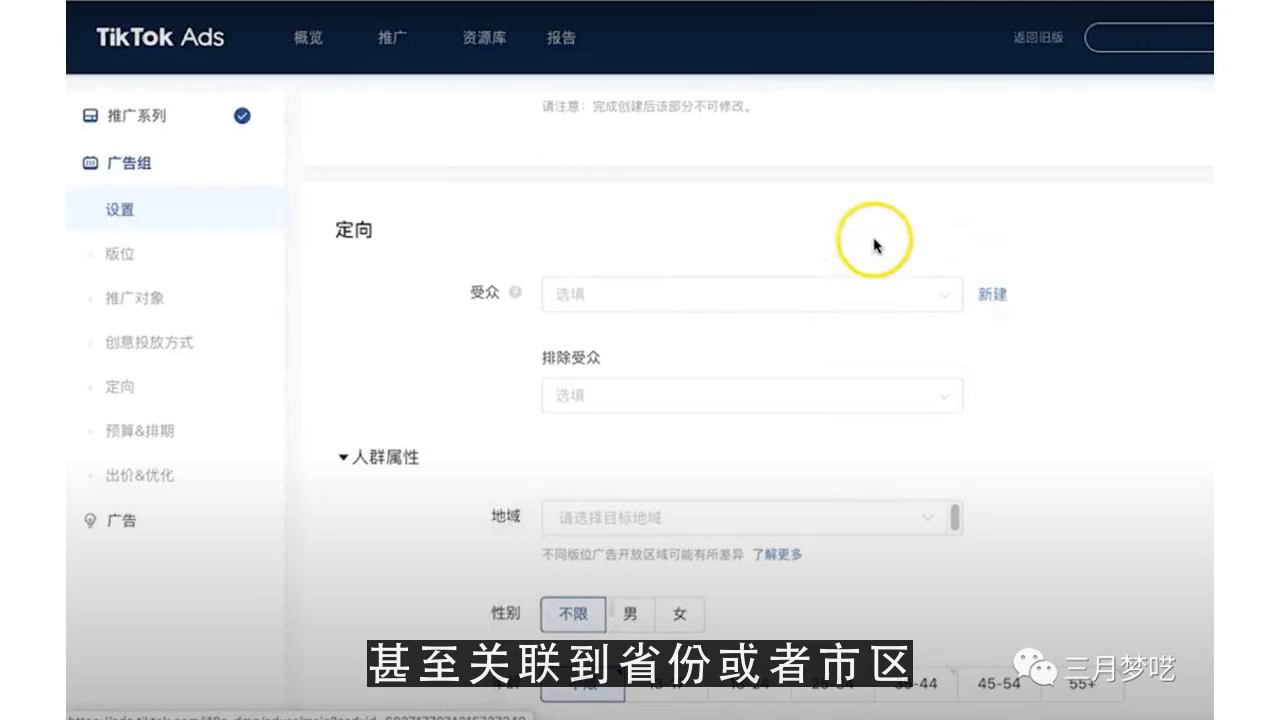 TikTok Ads 概览 推广 资源库 报告 返回旧版
推广系列
请注意：完成创建后该部分不可修改。
广告组
设置
版位
推广对象
创意投放方式
定向
预算&排期
出价&优化
广告
定向
受众 选填 新建
排除受众
选填
人群属性
地域 请选择目标地域
不同版位广告开放区域可能有所差异 了解更多
性别 不限 男 女
甚至关联到省份或者市区
45-54 55+
三月梦呓